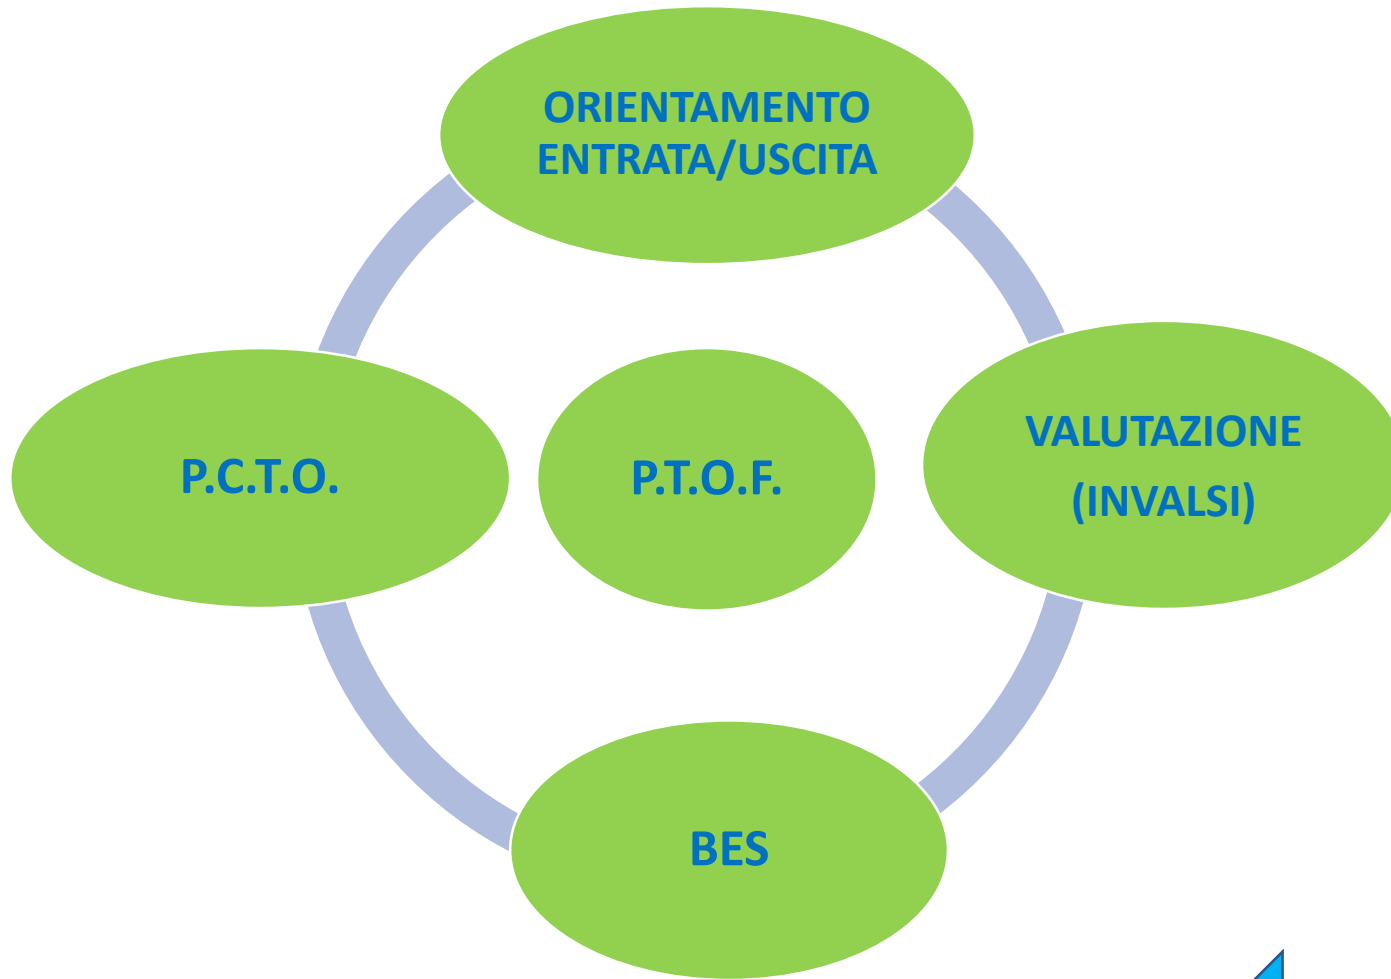 ORIENTAMENTO
ENTRATA/USCITA
P.C.T.O.
P.T.O.F.
VALUTAZIONE
(INVALSI)
BES